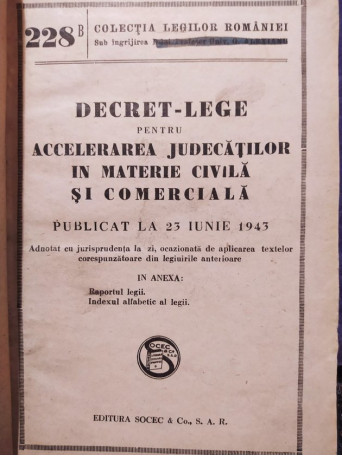 228 B
COLECȚIA LEGILOR ROMÂNIEI
Sub îngrijirea
DECRET-LEGE
PENTRU
ACCELERAREA JUDECĂȚILOR
IN MATERIE CIVILĂ
ȘI COMERCIALĂ
PUBLICAT LA 23 IUNIE 1943
Adnotat cu jurisprudența la zi, ocazionată de aplicarea textelor
corespunzătoare din legiuirile anterioare
IN ANEXA:
Raportul legii.
Indexul alfabetic al legii.
SOCEC
EDITURA SOCEC & Co., S. A. R.